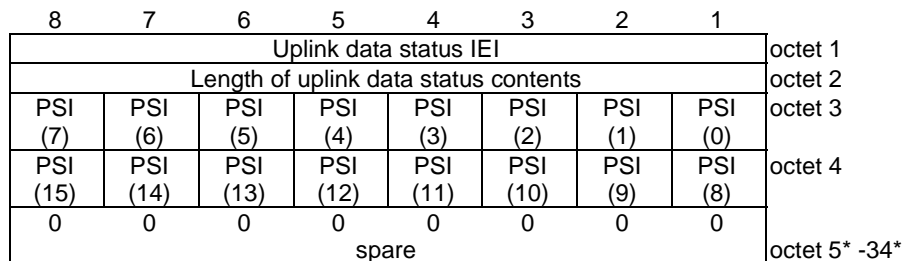 8 7 6 5 4 3 2 1
Uplink data status IEI octet 1
Length of uplink data status contents octet 2
PSI PSI PSI PSI PSI PSI PSI PSI octet 3
(7) (6) (5) (4) (3) (2) (1) (0)
PSI PSI PSI PSI PSI PSI PSI PSI octet 4
(15) (14) (13) (12) (11) (10) (9) (8)
0 0 0 0 0 0 0 0
spare octet 5* -34*